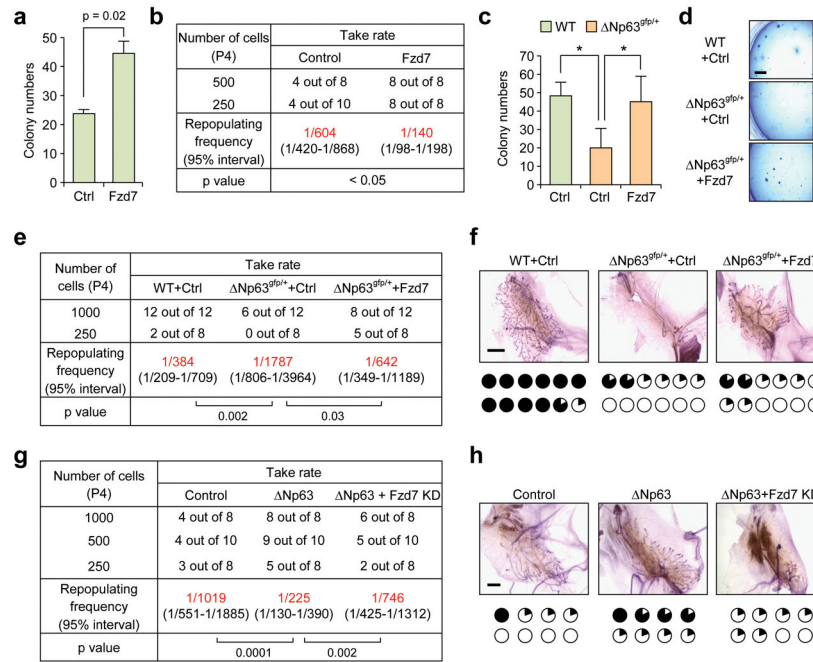 a
p = 0.02
Colony numbers
50
40
30
20
10
0
Ctrl
Fzd7
b
Number of cells (P4)
Take rate
Control
Fzd7
500
4 out of 8
8 out of 8
250
4 out of 10
8 out of 8
Repopulating frequency (95% interval)
1/604
1/140
(1/420-1/868)
(1/98-1/198)
p value
< 0.05
c
WT
ΔNp63gfp/+
*
*
Colony numbers
80
70
60
50
40
30
20
10
0
Ctrl
Ctrl
Fzd7
d
WT
+Ctrl
ΔNp63gfp/+
+Ctrl
ΔNp63gfp/+
+Fzd7
e
Number of cells (P4)
Take rate
WT+Ctrl
ΔNp63gfp/++Ctrl
ΔNp63gfp/++Fzd7
1000
12 out of 12
6 out of 12
8 out of 12
250
2 out of 8
0 out of 8
5 out of 8
Repopulating frequency (95% interval)
1/384
1/1787
1/642
(1/209-1/709)
(1/806-1/3964)
(1/349-1/1189)
p value
0.002
0.03
f
WT+Ctrl
ΔNp63gfp/++Ctrl
ΔNp63gfp/++Fzd7
g
Number of cells (P4)
Take rate
Control
ΔNp63
ΔNp63 + Fzd7 KD
1000
4 out of 8
8 out of 8
6 out of 8
500
4 out of 10
9 out of 10
5 out of 10
250
3 out of 8
5 out of 8
2 out of 8
Repopulating frequency (95% interval)
1/1019
1/225
1/746
(1/551-1/1885)
(1/130-1/390)
(1/425-1/1312)
p value
0.0001
0.002
h
Control
ΔNp63
ΔNp63+Fzd7 KD